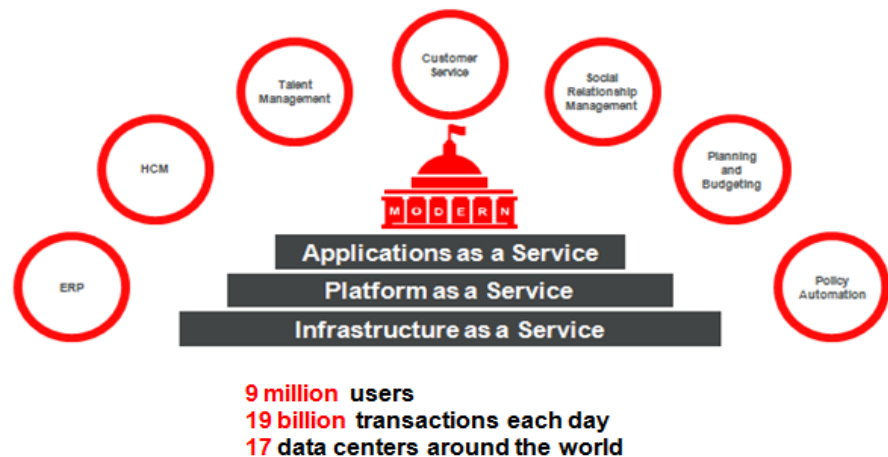 Customer
Service
Talent
Management
Social
Relationship
Management
HCM
Planning
and
Budgeting
MODERN
ERP
Applications as a Service
Platform as a Service
Infrastructure as a Service
Policy
Automation
9 million users
19 billion transactions each day
17 data centers around the world